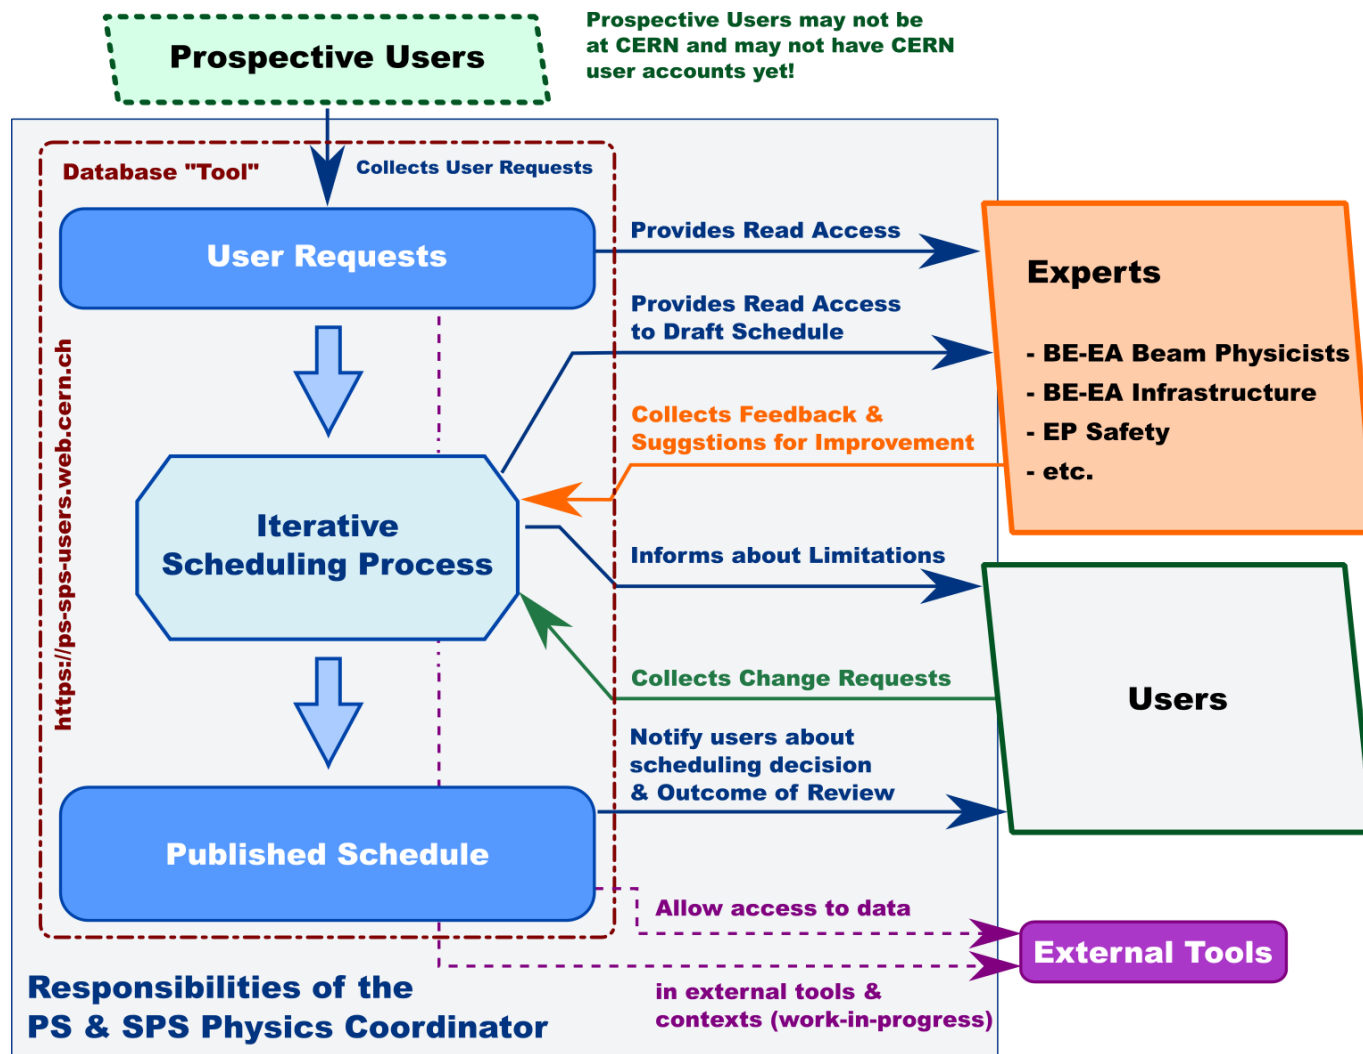 Prospective Users
Prospective Users may not be
at CERN and may not have CERN
user accounts yet!
Database "Tool"
Collects User Requests
https://ps-sps-users.web.cern.ch
User Requests
Provides Read Access
Provides Read Access
to Draft Schedule
Experts
- BE-EA Beam Physicists
- BE-EA Infrastructure
- EP Safety
- etc.
Collects Feedback &
Suggstions for Improvement
Iterative
Scheduling Process
Informs about Limitations
Collects Change Requests
Users
Notify users about
scheduling decision
& Outcome of Review
Published Schedule
Allow access to data
External Tools
in external tools &
contexts (work-in-progress)
Responsibilities of the
PS & SPS Physics Coordinator